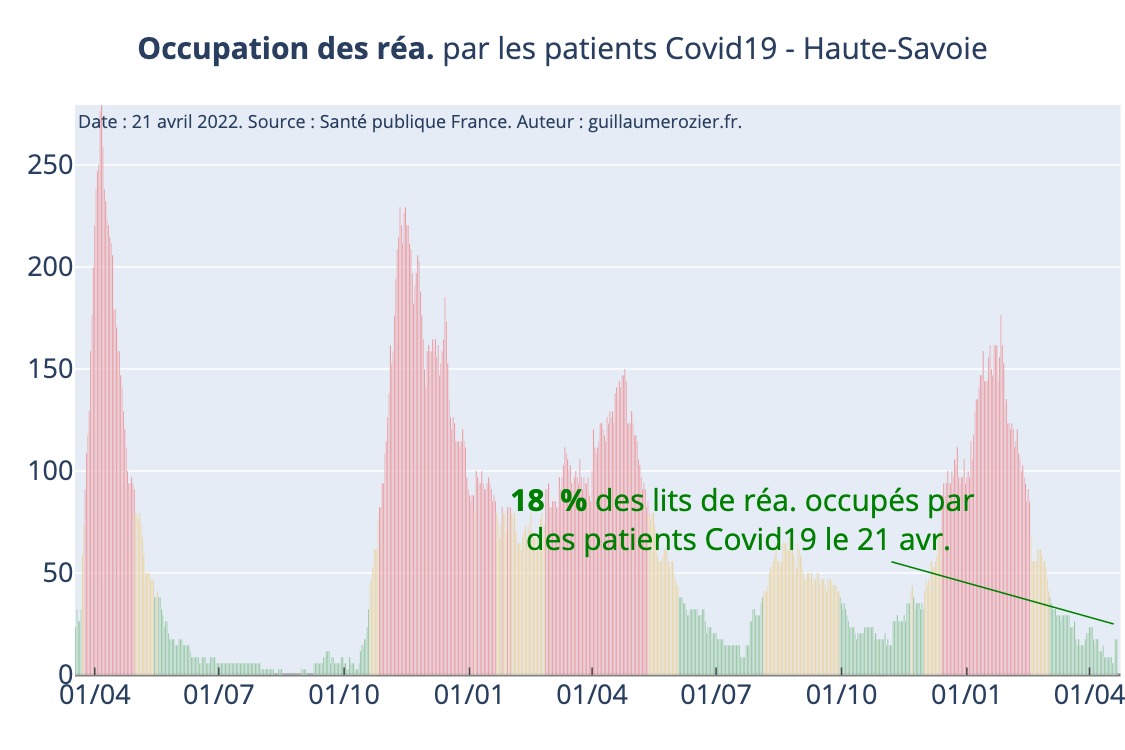 Occupation des réa. par les patients Covid19 - Haute-Savoie
Date : 21 avril 2022. Source : Santé publique France. Auteur : guillaumerozier.fr.
250
200
150
100
18 % des lits de réa. occupés par
des patients Covid19 le 21 avr.
50
0
01/04 01/07 01/10 01/01 01/04 01/07 01/10 01/01 01/04